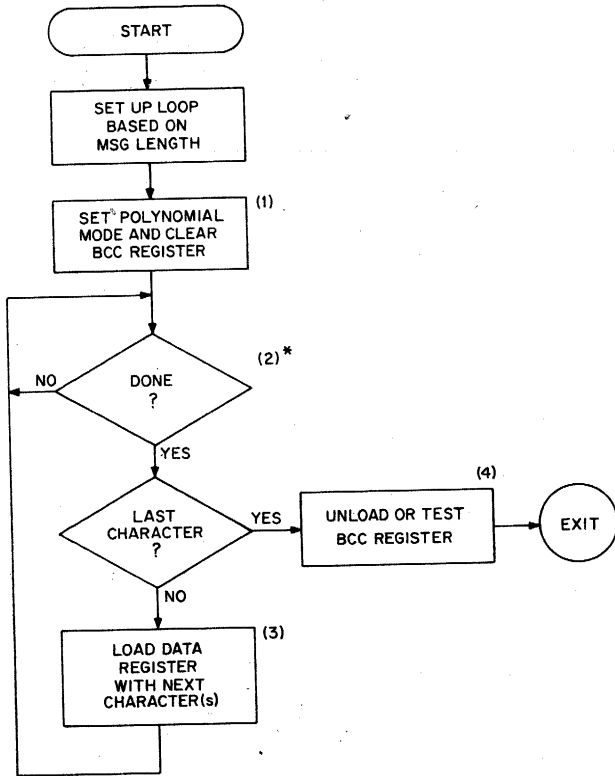 START
SET UP LOOP
BASED ON
MSG LENGTH
(1)
SET POLYNOMIAL
MODE AND CLEAR
BCC REGISTER
(2)*
NO
DONE
?
YES
(4)
LAST
CHARACTER
?
YES
UNLOAD OR TEST
BCC REGISTER
EXIT
NO
(3)
LOAD DATA
REGISTER
WITH NEXT
CHARACTER(s)